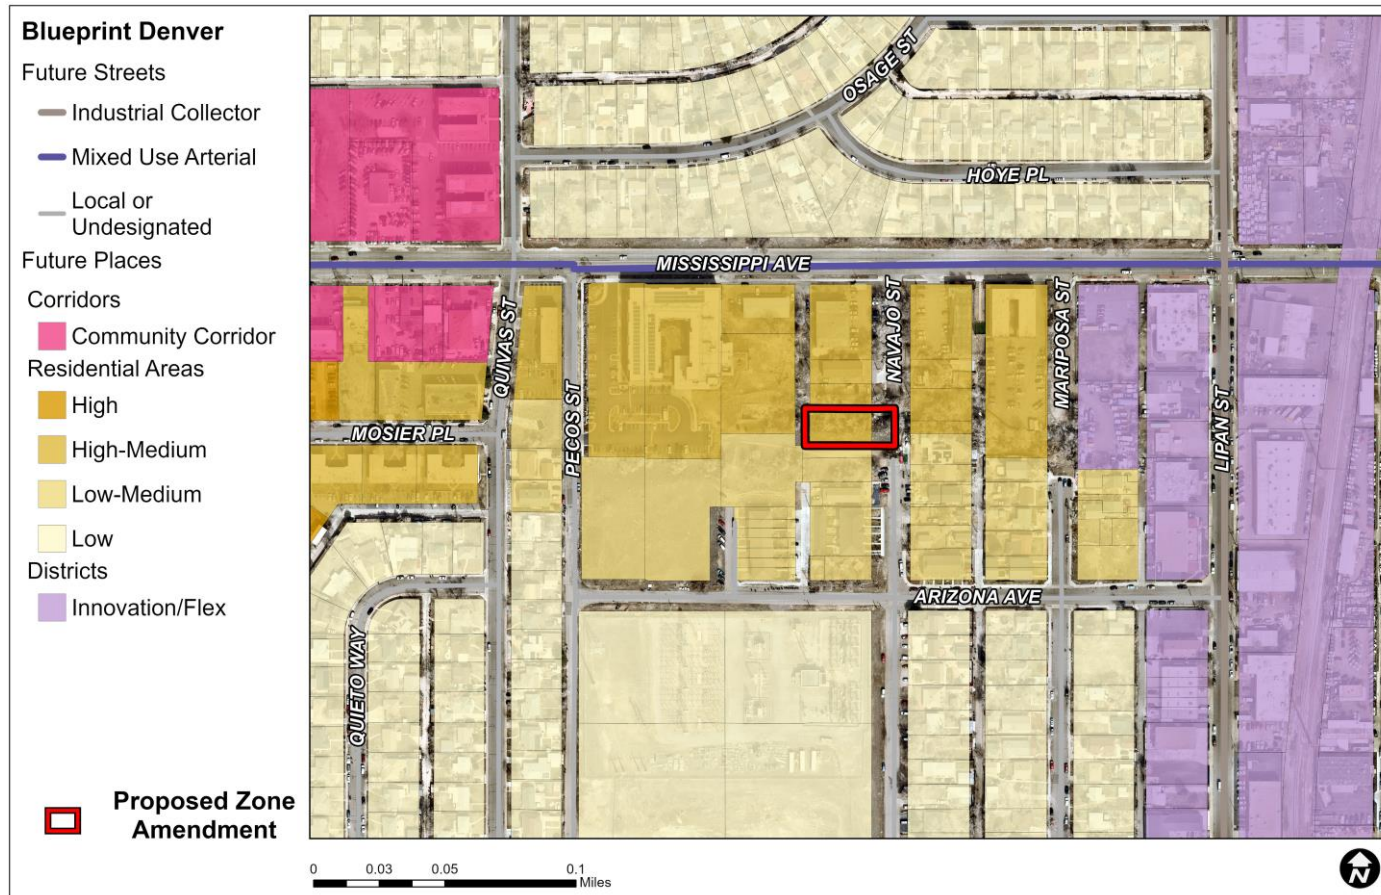 Blueprint Denver
Future Streets
Industrial Collector
Mixed Use Arterial
Local or
Undesignated
Future Places
Corridors
Community Corridor
Residential Areas
High
High-Medium
Low-Medium
Low
Districts
Innovation/Flex
Proposed Zone
Amendment
OSAGE ST
HOYE PL
MISSISSIPPI AVE
QUIVAS ST
PECOS ST
NAVAJO ST
MARIPOSA ST
LIPAN ST
MOSIER PL
ARIZONA AVE
QUIETO WAY
0 0.03 0.05 0.1
Miles
N